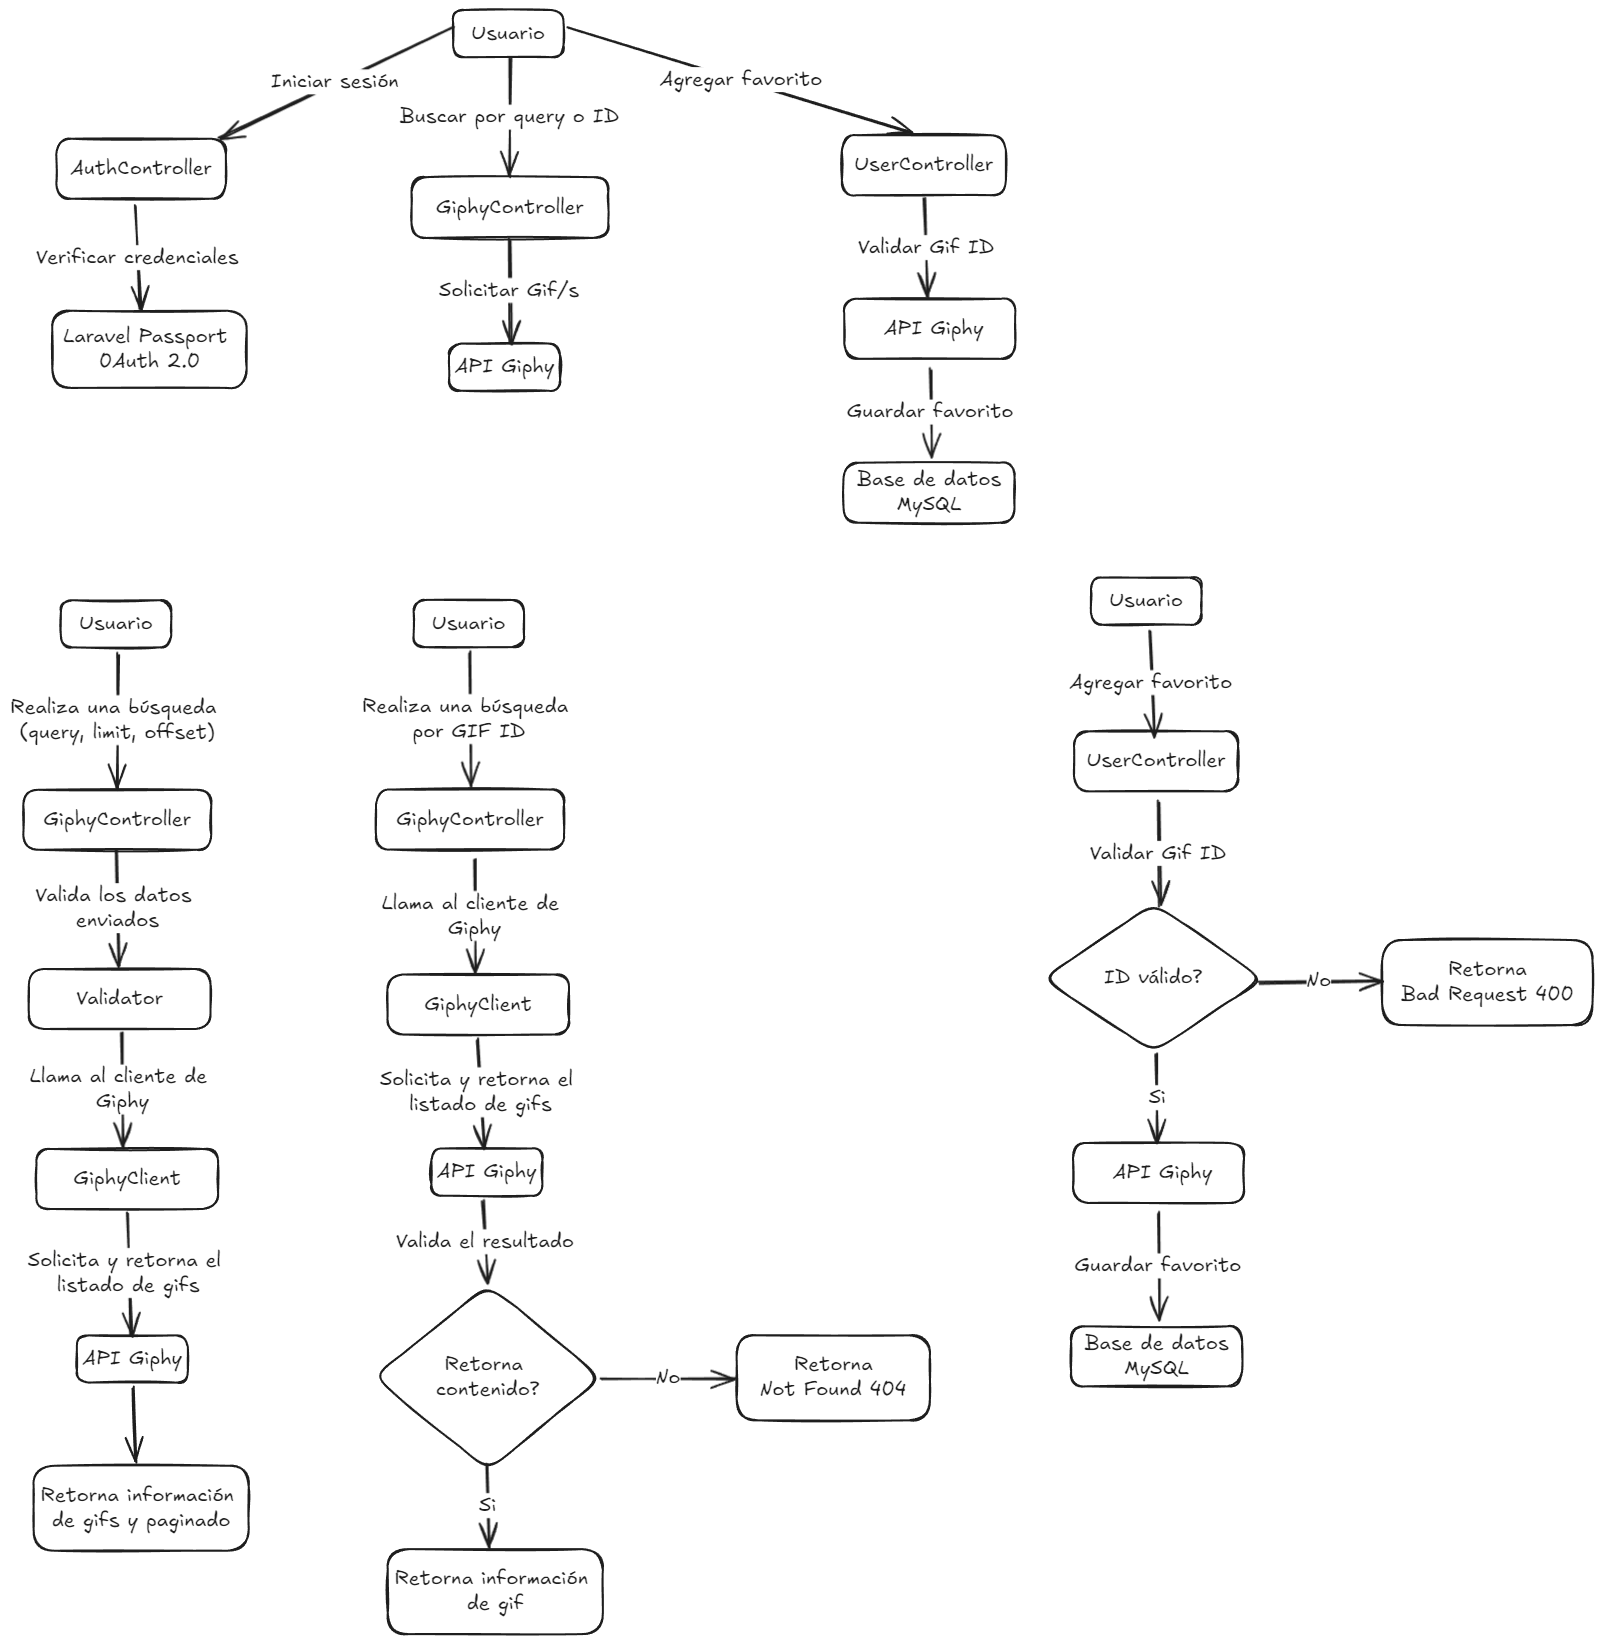 Usuario
Iniciar sesión
Buscar por query o ID
Agregar favorito
AuthController
GiphyController
UserController
Verificar credenciales
Solicitar Gif/s
Validar Gif ID
Laravel Passport
OAuth 2.0
API Giphy
API Giphy
Guardar favorito
Base de datos
MySQL
Usuario
Realiza una búsqueda
(query, limit, offset)
GiphyController
Valida los datos
enviados
Validator
Llama al cliente de
Giphy
GiphyClient
Solicita y retorna el
listado de gifs
API Giphy
Retorna información
de gifs y paginado
Usuario
Realiza una búsqueda
por GIF ID
GiphyController
Llama al cliente de
Giphy
GiphyClient
Solicita y retorna el
listado de gifs
API Giphy
Valida el resultado
Retorna
contenido?
No
Retorna
Not Found 404
Si
Retorna información
de gif
Usuario
Agregar favorito
UserController
Validar Gif ID
ID válido?
No
Retorna
Bad Request 400
Si
API Giphy
Guardar favorito
Base de datos
MySQL